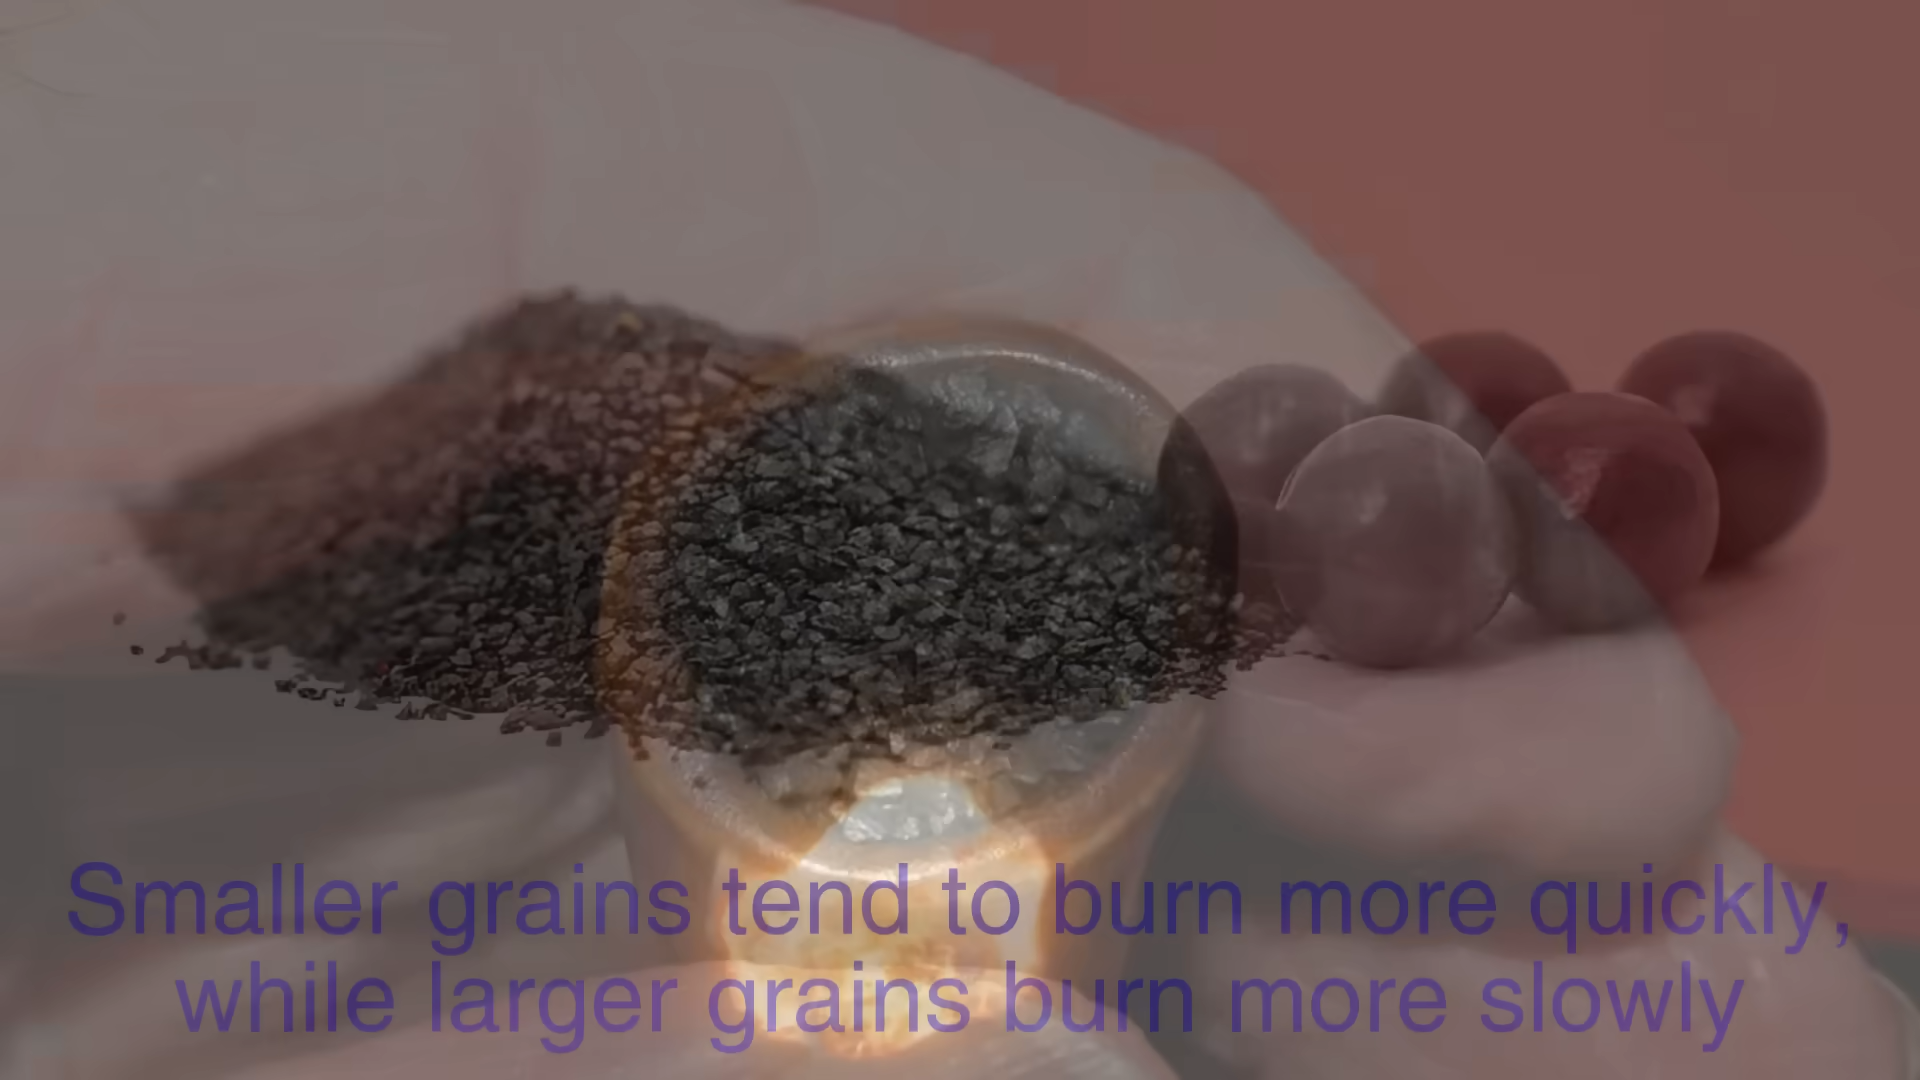 Smaller grains tend to burn more quickly,
while larger grains burn more slowly